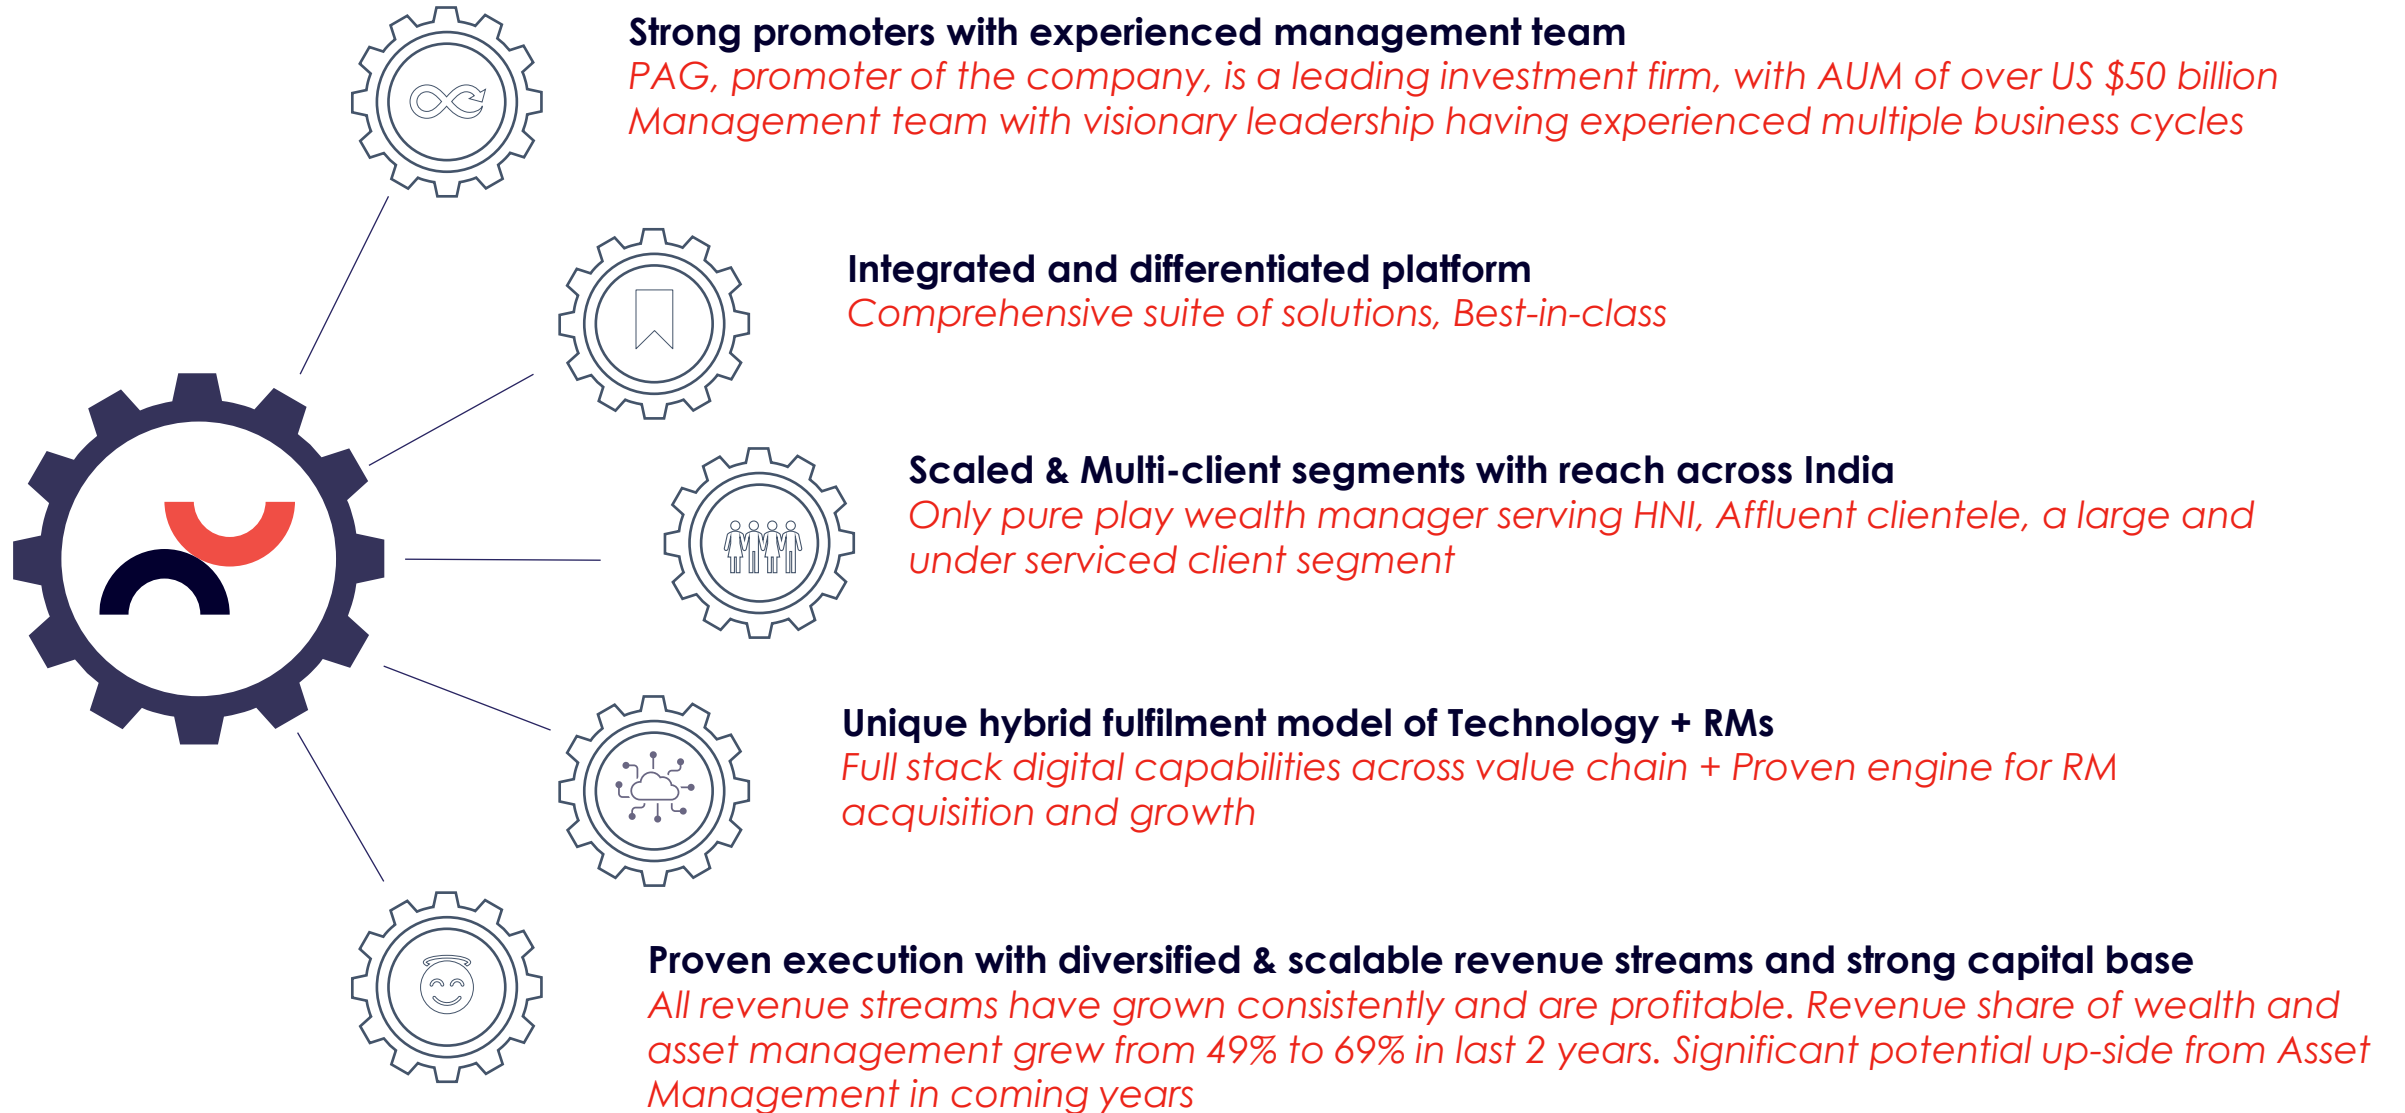 Strong promoters with experienced management team
PAG, promoter of the company, is a leading investment firm, with AUM of over US $50 billion
Management team with visionary leadership having experienced multiple business cycles
Integrated and differentiated platform
Comprehensive suite of solutions, Best-in-class
Scaled & Multi-client segments with reach across India
Only pure play wealth manager serving HNI, Affluent clientele, a large and
under serviced client segment
Unique hybrid fulfilment model of Technology + RMs
Full stack digital capabilities across value chain + Proven engine for RM
acquisition and growth
Proven execution with diversified & scalable revenue streams and strong capital base
All revenue streams have grown consistently and are profitable. Revenue share of wealth and
asset management grew from 49% to 69% in last 2 years. Significant potential up-side from Asset
Management in coming years